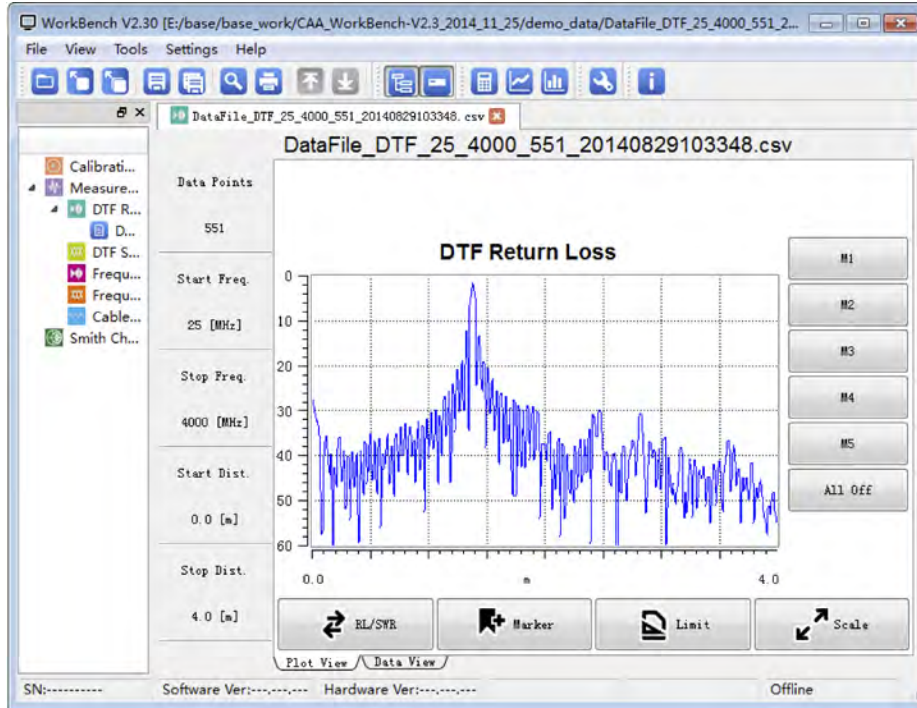 WorkBench V2.30 [E:/base/base_work/CAA_WorkBench-V2.3_2014_11_25/demo_data/DataFile_DTF_25_4000_551_2...
File View Tools Settings Help
DataFile_DTF_25_4000_551_20140829103348.csv
DataFile_DTF_25_4000_551_20140829103348.csv
Calibrati...
Measure...
DTF R...
D...
DTF S...
Frequ...
Frequ...
Cable...
Smith Ch...
Data Points
551
Start Freq.
25 [MHz]
Stop Freq.
4000 [MHz]
Start Dist.
0.0 [m]
Stop Dist.
4.0 [m]
DTF Return Loss
0
10
20
30
40
50
60
0.0 m 4.0
M1
M2
M3
M4
M5
All Off
RL/SWR Marker Limit Scale
Plot View Data View
SN:---------- Software Ver:---.---.--- Hardware Ver:---.---.--- Offline